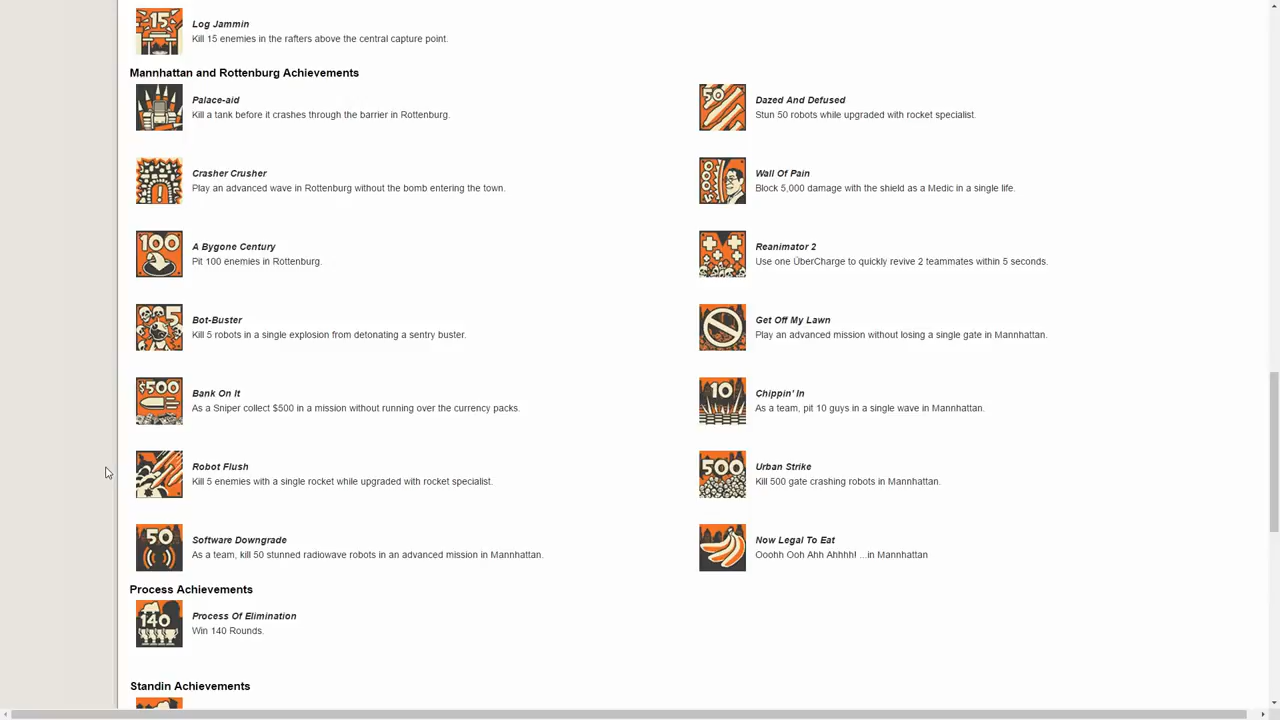 Log Jammin
Kill 15 enemies in the rafters above the central capture point.
Mannhattan and Rottenburg Achievements
Palace-aid
Kill a tank before it crashes through the barrier in Rottenburg.
Dazed And Defused
Stun 50 robots while upgraded with rocket specialist.
Crasher Crusher
Play an advanced wave in Rottenburg without the bomb entering the town.
Wall Of Pain
Block 5,000 damage with the shield as a Medic in a single life.
A Bygone Century
Pit 100 enemies in Rottenburg.
Reanimator 2
Use one ÜberCharge to quickly revive 2 teammates within 5 seconds.
Bot-Buster
Kill 5 robots in a single explosion from detonating a sentry buster.
Get Off My Lawn
Play an advanced mission without losing a single gate in Mannhattan.
Bank On It
As a Sniper collect $500 in a mission without running over the currency packs.
Chippin' In
As a team, pit 10 guys in a single wave in Mannhattan.
Robot Flush
Kill 5 enemies with a single rocket while upgraded with rocket specialist.
Urban Strike
Kill 500 gate crashing robots in Mannhattan.
Software Downgrade
As a team, kill 50 stunned radiowave robots in an advanced mission in Mannhattan.
Now Legal To Eat
Ooohh Ooh Ahh Ahhhh! ...in Mannhattan
Process Achievements
Process Of Elimination
Win 140 Rounds.
Standin Achievements
15
50
5000
100
5
$500
10
500
50
140